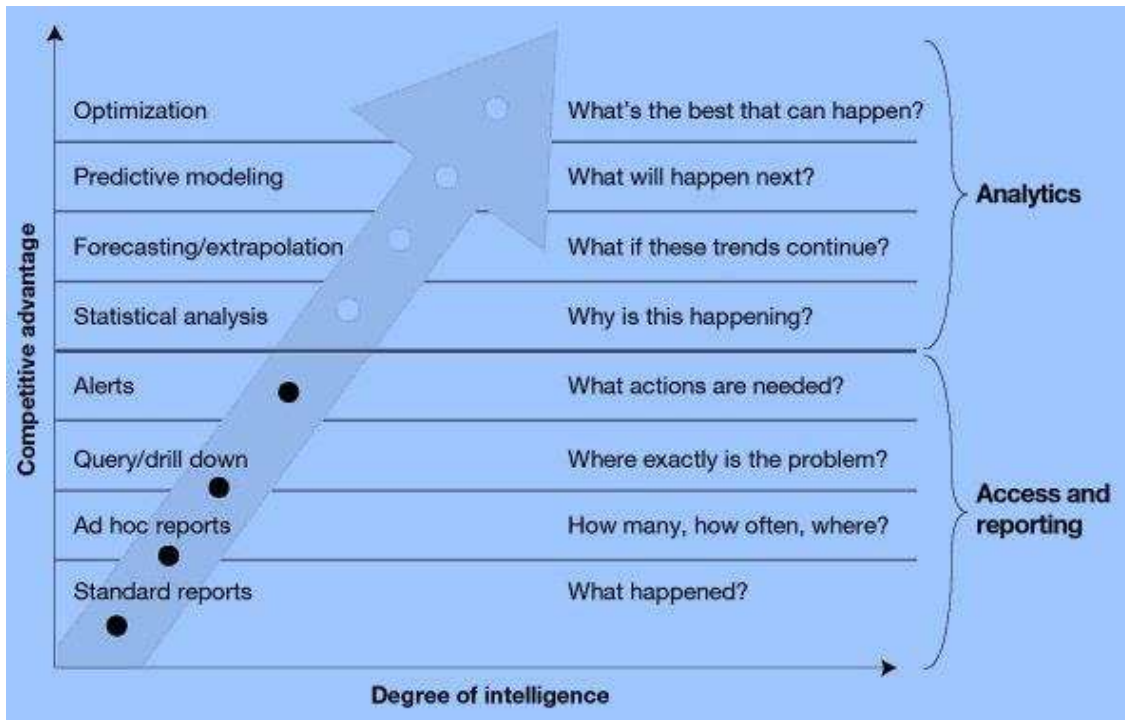 Optimization What's the best that can happen?
Predictive modeling What will happen next?
Analytics
Forecasting/extrapolation What if these trends continue?
Statistical analysis Why is this happening?
Competitive advantage
Alerts What actions are needed?
Query/drill down Where exactly is the problem?
Access and
reporting
Ad hoc reports How many, how often, where?
Standard reports What happened?
Degree of intelligence